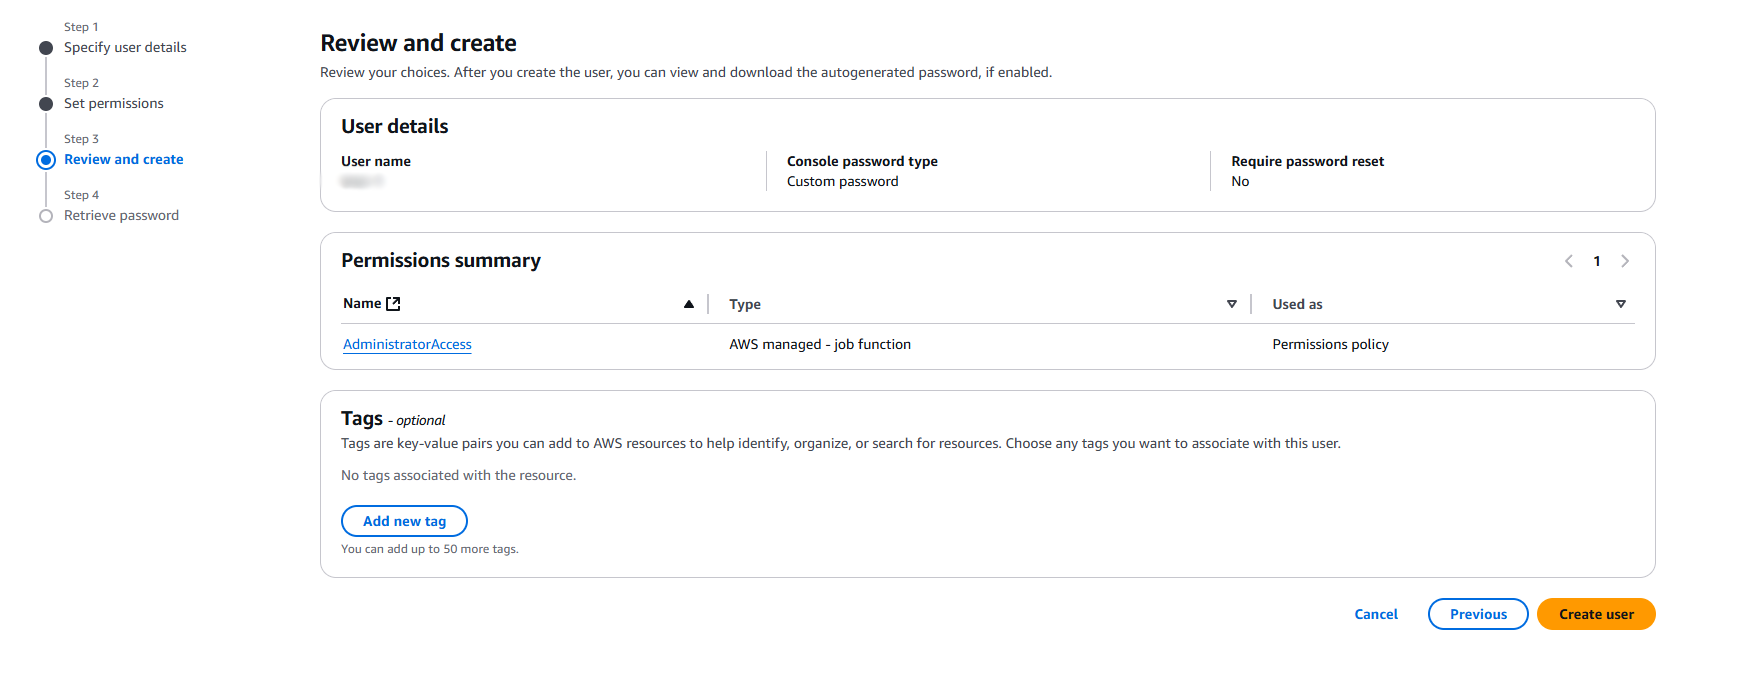 Step 1
Specify user details
Step 2
Set permissions
Step 3
Review and create
Step 4
Retrieve password
Review and create
Review your choices. After you create the user, you can view and download the autogenerated password, if enabled.
User details
User name
Console password type
Custom password
Require password reset
No
Permissions summary
1
Name
Type
Used as
AdministratorAccess
AWS managed - job function
Permissions policy
Tags - optional
Tags are key-value pairs you can add to AWS resources to help identify, organize, or search for resources. Choose any tags you want to associate with this user.
No tags associated with the resource.
Add new tag
You can add up to 50 more tags.
Cancel
Previous
Create user